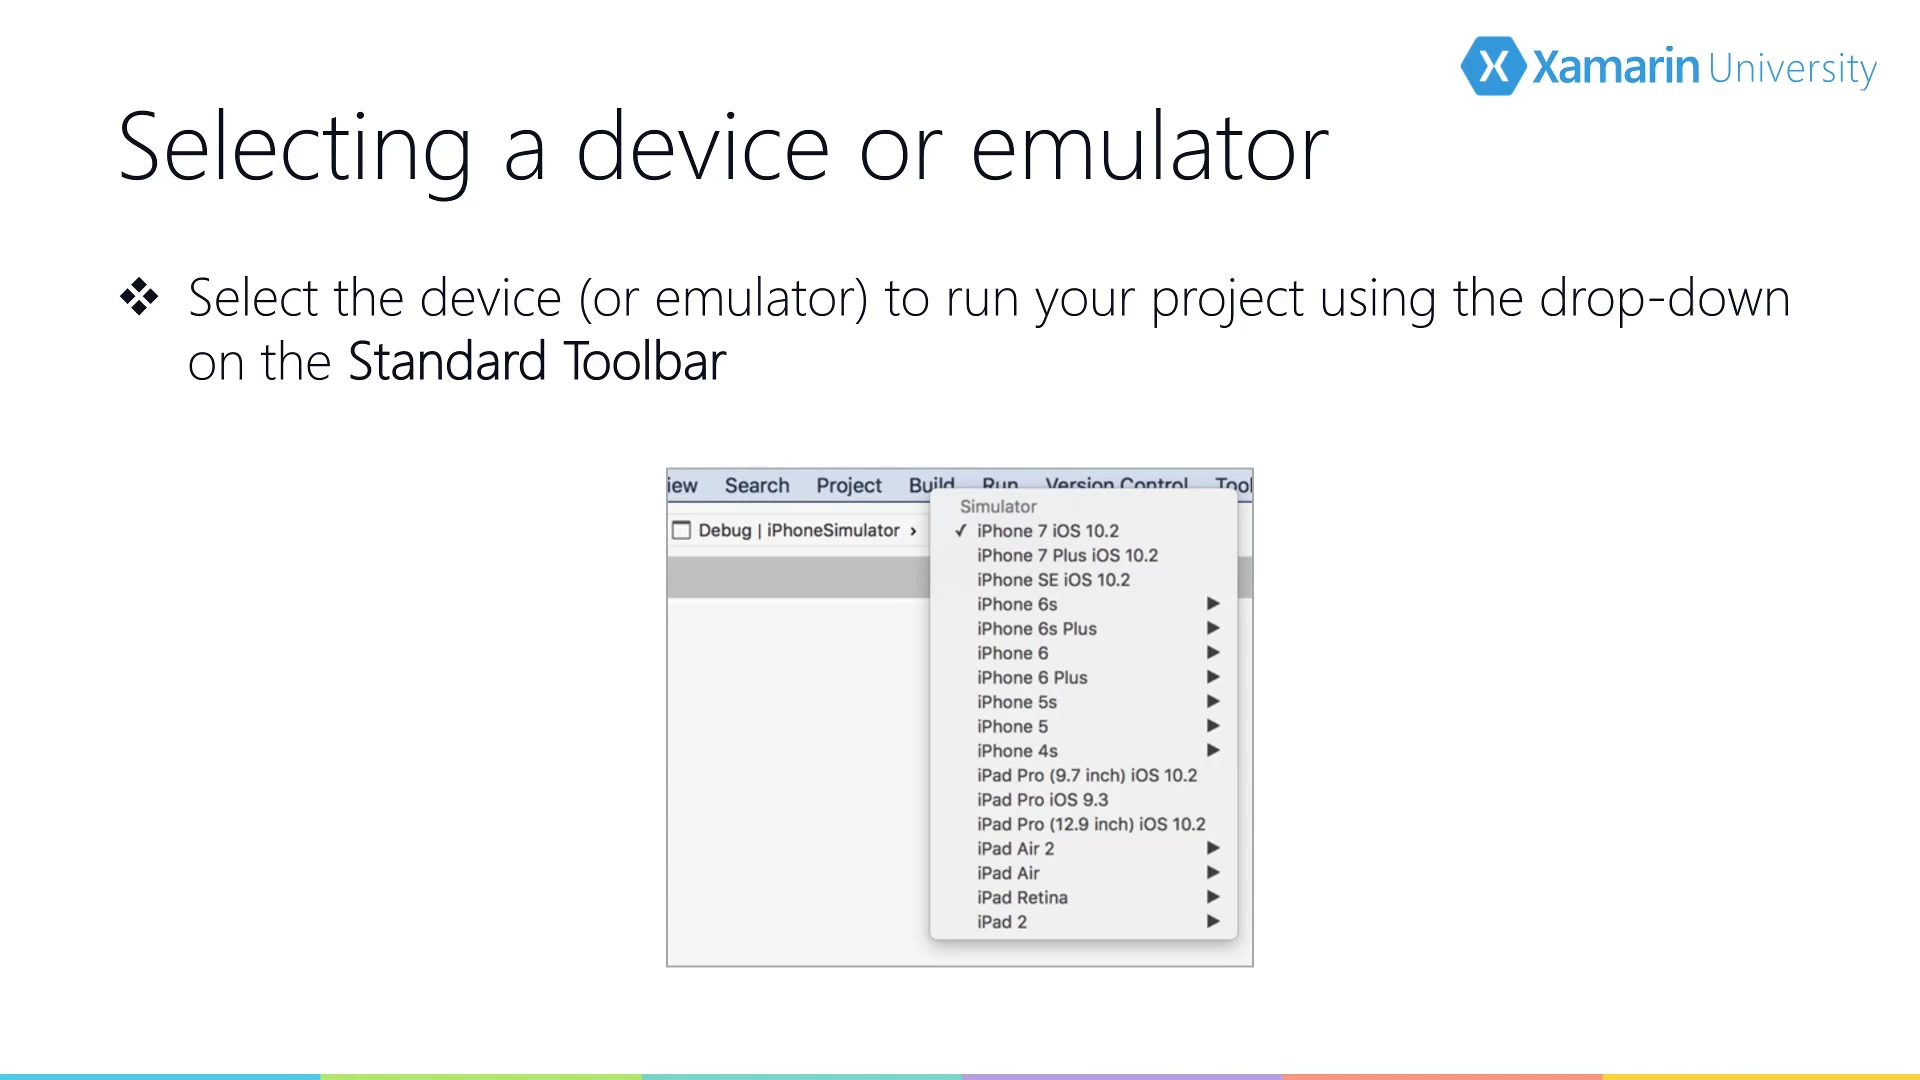 Xamarin University
Selecting a device or emulator
❖ Select the device (or emulator) to run your project using the drop-down
on the Standard Toolbar
iew Search Project Build Run Version Control Tool
Debug | iPhoneSimulator ›
Simulator
✓ iPhone 7 iOS 10.2
iPhone 7 Plus iOS 10.2
iPhone SE iOS 10.2
iPhone 6s ▶
iPhone 6s Plus ▶
iPhone 6 ▶
iPhone 6 Plus ▶
iPhone 5s ▶
iPhone 5 ▶
iPhone 4s ▶
iPad Pro (9.7 inch) iOS 10.2
iPad Pro iOS 9.3
iPad Pro (12.9 inch) iOS 10.2
iPad Air 2 ▶
iPad Air ▶
iPad Retina ▶
iPad 2 ▶